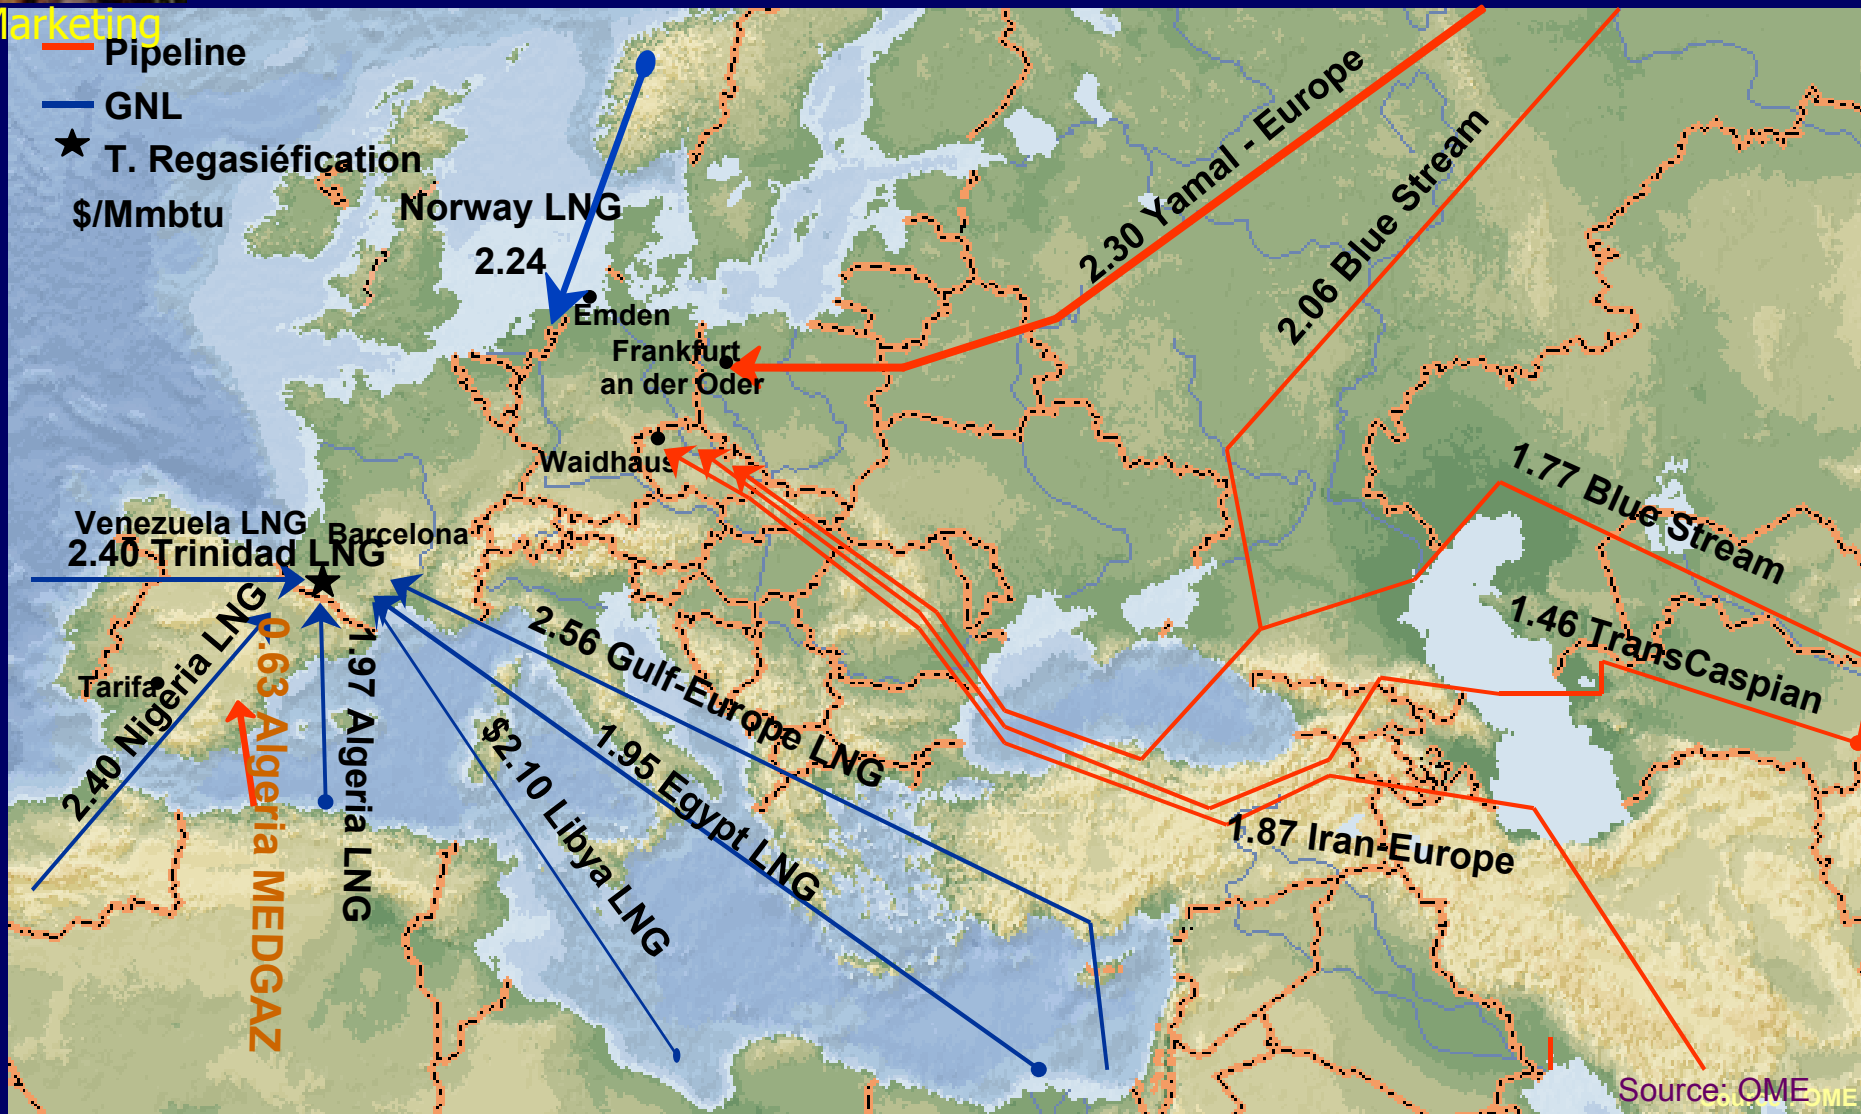 Marketing
Pipeline
GNL
T. Regasiéfication
$/Mmbtu
Norway LNG
2.24
Emden
Frankfurt
an der Oder
Waidhaus
2.30 Yamal - Europe
2.06 Blue Stream
1.77 Blue Stream
1.46 TransCaspian
1.87 Iran-Europe
Venezuela LNG
2.40 Trinidad LNG
Barcelona
Tarifa
2.40 Nigeria LNG
0.63 Algeria MEDGAZ
1.97 Algeria LNG
$2.10 Libya LNG
1.95 Egypt LNG
2.56 Gulf-Europe LNG
Source: OME
OME